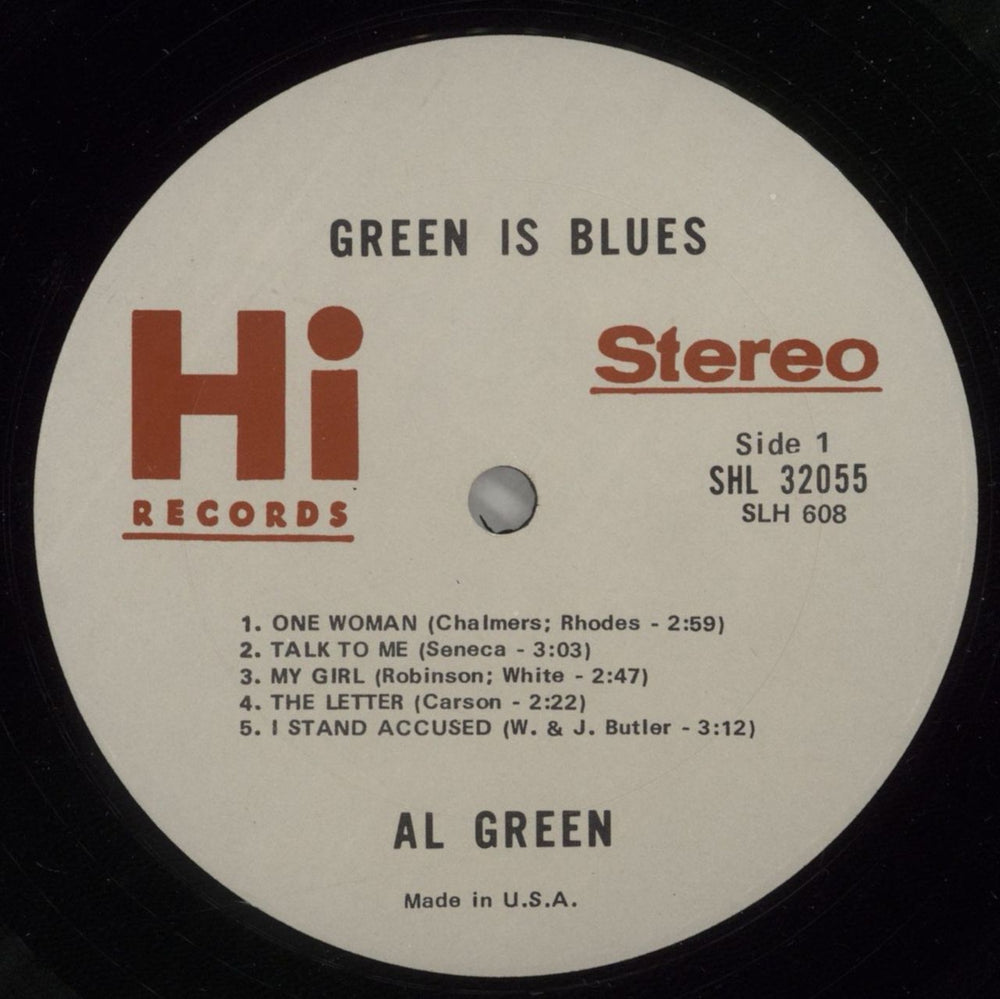 GREEN IS BLUES
Hi
RECORDS
Stereo
Side 1
SHL 32055
SLH 608
1. ONE WOMAN (Chalmers; Rhodes - 2:59)
2. TALK TO ME (Seneca - 3:03)
3. MY GIRL (Robinson; White - 2:47)
4. THE LETTER (Carson - 2:22)
5. I STAND ACCUSED (W. & J. Butler - 3:12)
AL GREEN
Made in U.S.A.